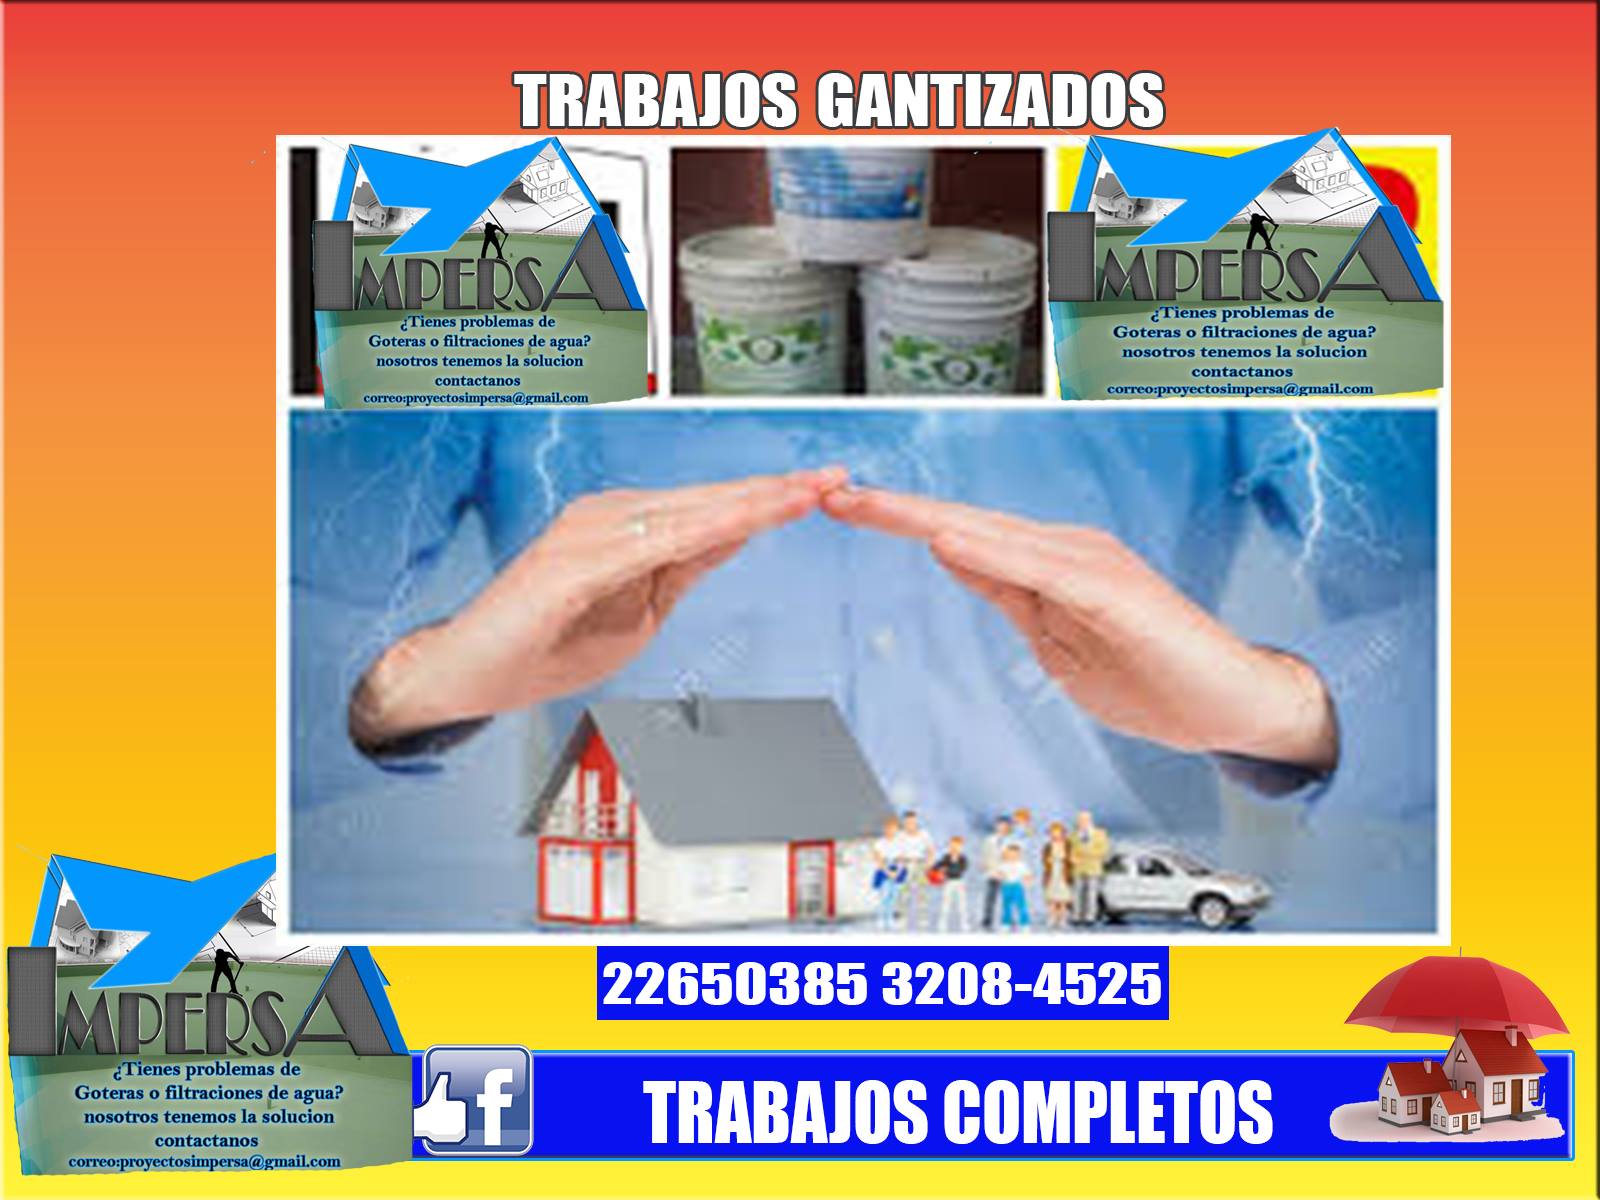 TRABAJOS GANTIZADOS
IMPERSA
¿Tienes problemas de
Goteras o filtraciones de agua?
nosotros tenemos la solucion
contactanos
correo:proyectosimpersa@gmail.com
IMPERSA
¿Tienes problemas de
Goteras o filtraciones de agua?
nosotros tenemos la solucion
contactanos
correo:proyectosimpersa@gmail.com
22650385 3208-4525
IMPERSA
¿Tienes problemas de
Goteras o filtraciones de agua?
nosotros tenemos la solucion
contactanos
correo:proyectosimpersa@gmail.com
f
TRABAJOS COMPLETOS